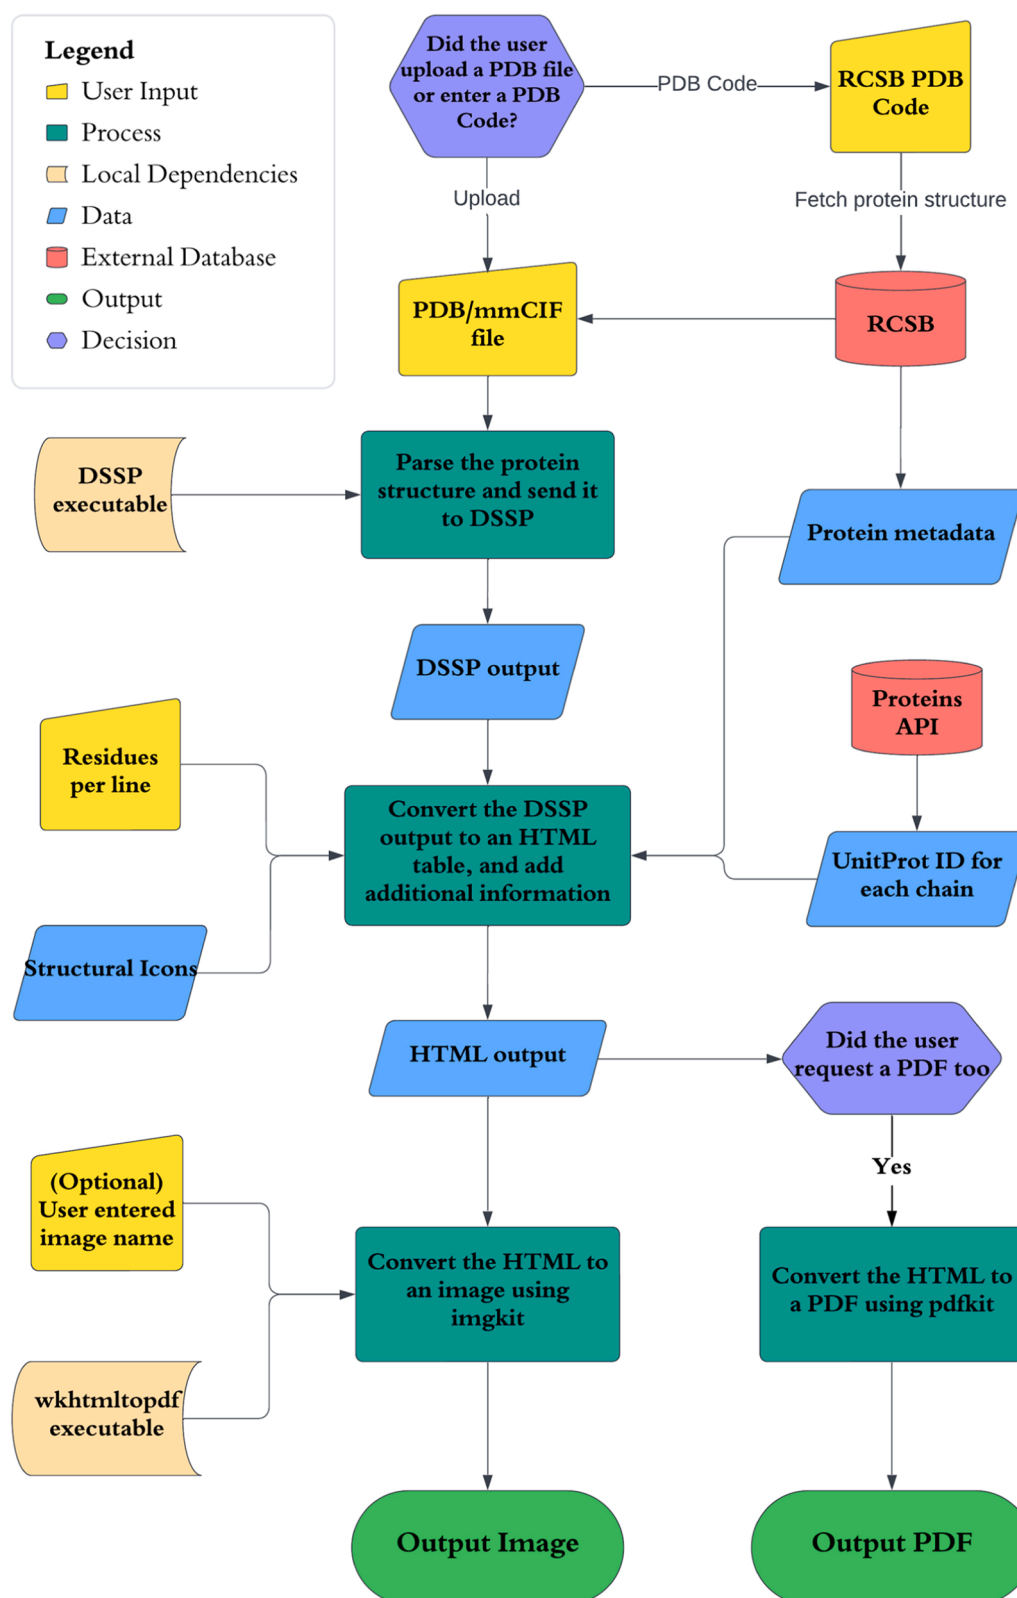 Legend
User Input
Process
Local Dependencies
Data
External Database
Output
Decision
Did the user
upload a PDB file
or enter a PDB
Code?
PDB Code
RCSB PDB
Code
Upload
Fetch protein structure
PDB/mmCIF
file
RCSB
DSSP
executable
Parse the protein
structure and send it
to DSSP
Protein metadata
DSSP output
Proteins
API
Residues
per line
Convert the DSSP
output to an HTML
table, and add
additional information
UnitProt ID for
each chain
Structural Icons
HTML output
Did the user
request a PDF too
Yes
(Optional)
User entered
image name
Convert the HTML to
an image using
imgkit
Convert the HTML to
a PDF using pdfkit
wkhtmltopdf
executable
Output Image
Output PDF